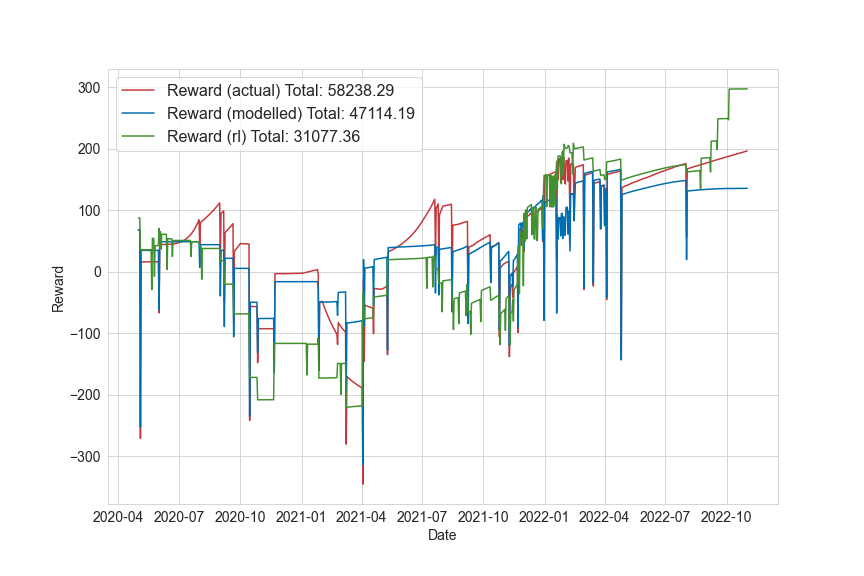 Reward (actual) Total: 58238.29
Reward (modelled) Total: 47114.19
Reward (rl) Total: 31077.36
300
200
100
0
−100
−200
−300
Reward
2020-04 2020-07 2020-10 2021-01 2021-04 2021-07 2021-10 2022-01 2022-04 2022-07 2022-10
Date